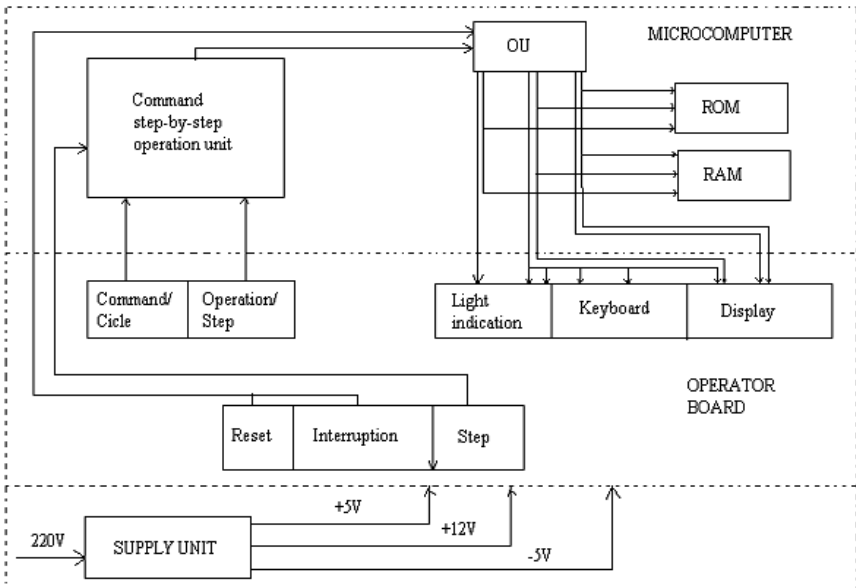 OU
MICROCOMPUTER
Command
step-by-step
operation unit
ROM
RAM
Command/
Cicle
Operation/
Step
Light
indication
Keyboard
Display
OPERATOR
BOARD
Reset
Interruption
Step
+5V
+12V
-5V
220V
SUPPLY UNIT